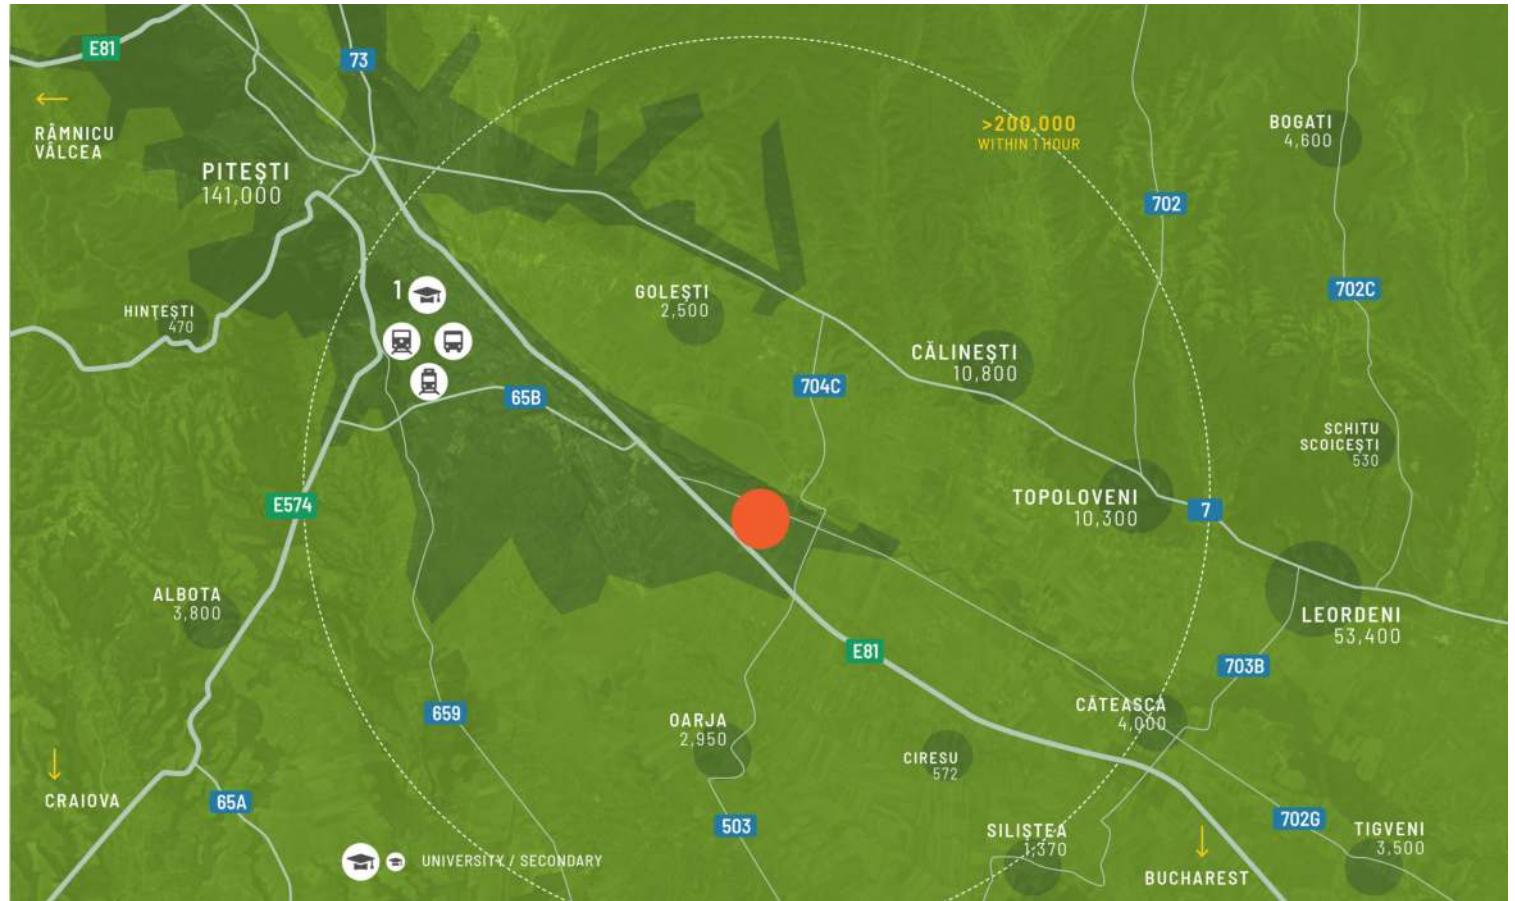 E81
73
RÂMNICU
VÂLCEA
PITEȘTI
141,000
>200,000
WITHIN 1 HOUR
BOGATI
4,600
702
702C
HINȚEȘTI
470
1
GOLEȘTI
2,500
CĂLINEȘTI
10,800
704C
65B
SCHITU
SCOICEȘTI
530
E574
TOPOLOVENI
10,300
7
ALBOTA
3,800
LEORDENI
53,400
E81
703B
659
OARJA
2,950
CĂTEASCĂ
4,000
CIRESU
572
CRAIOVA
65A
503
SILIȘTEA
1,370
702G
TIGVENI
3,500
UNIVERSITY / SECONDARY
BUCHAREST